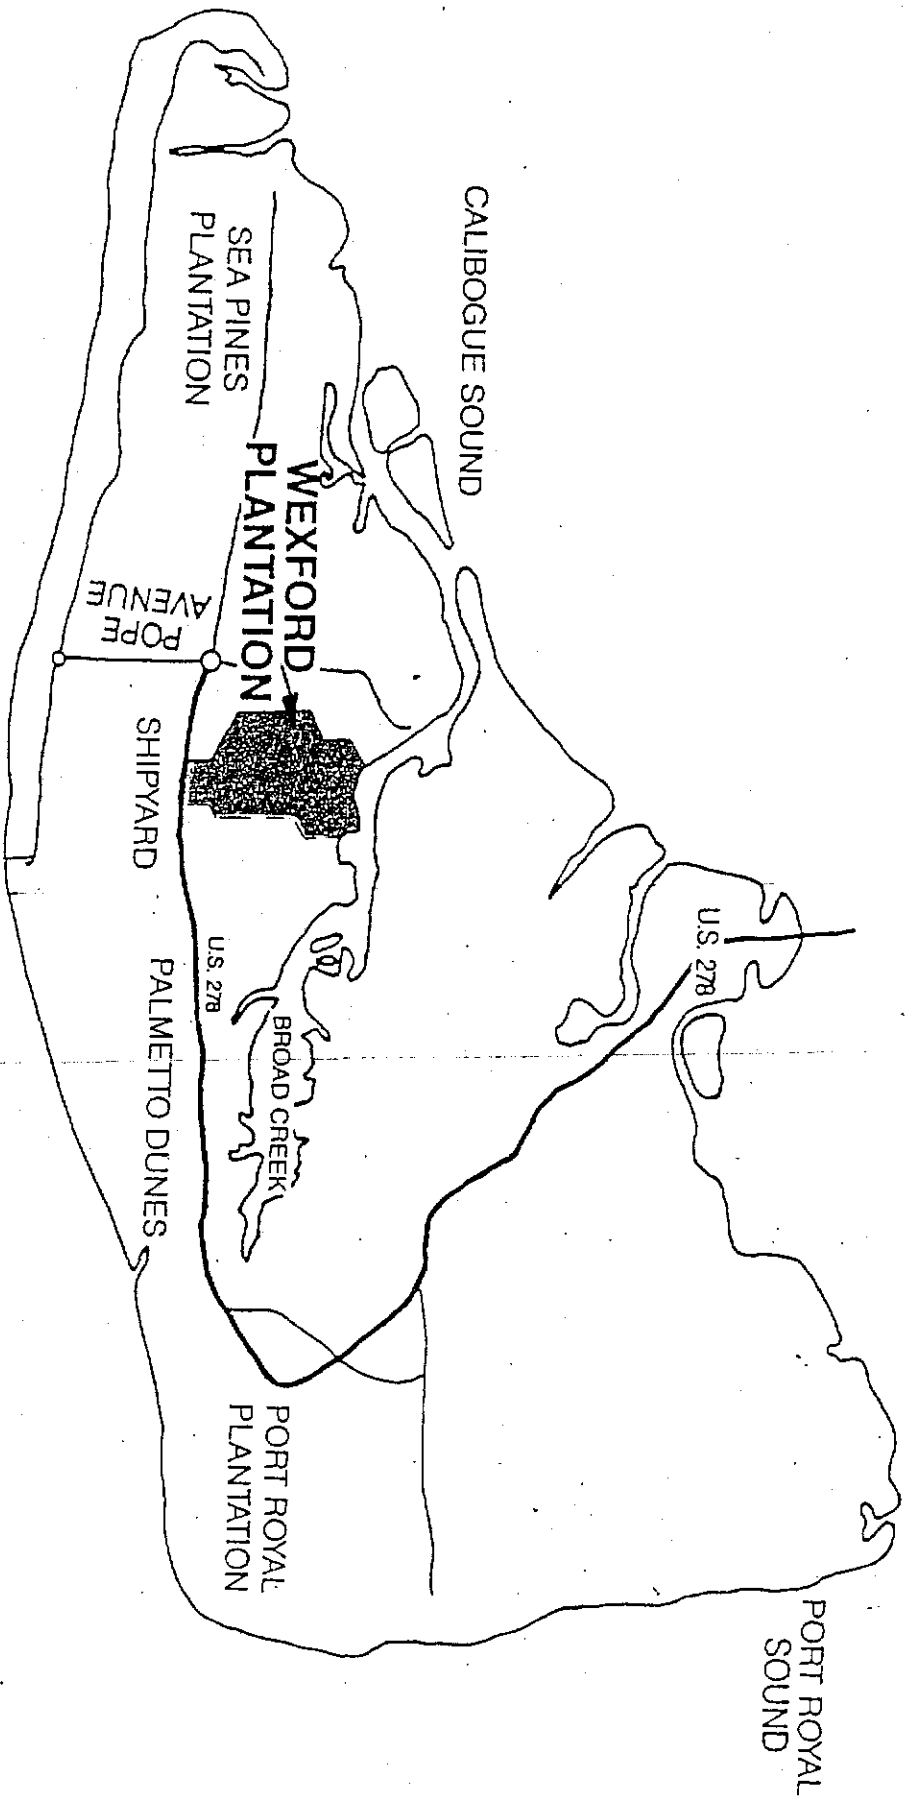 CALIBOGUE SOUND
PORT ROYAL
SOUND
U.S. 278
SEA PINES
PLANTATION
WEXFORD
PLANTATION
POPE
AVENUE
SHIPYARD
U.S. 278
BROAD CREEK
PALMETTO DUNES
PORT ROYAL
PLANTATION